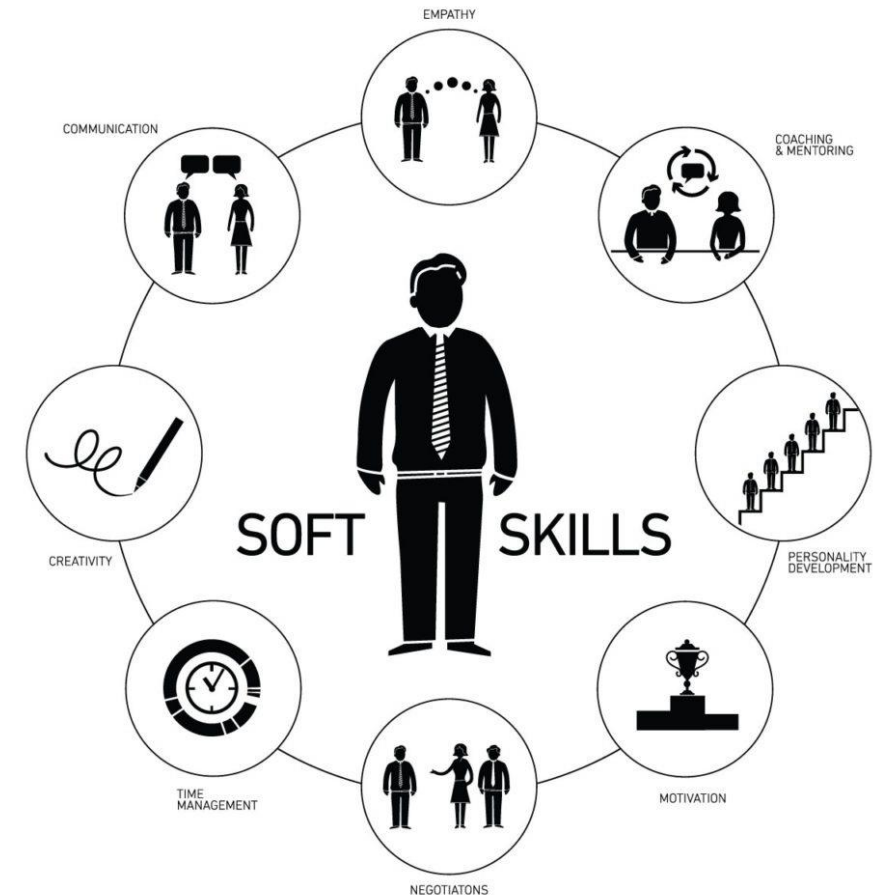 EMPATHY
COMMUNICATION
COACHING
& MENTORING
SOFT SKILLS
CREATIVITY
PERSONALITY
DEVELOPMENT
TIME
MANAGEMENT
MOTIVATION
NEGOTIATONS